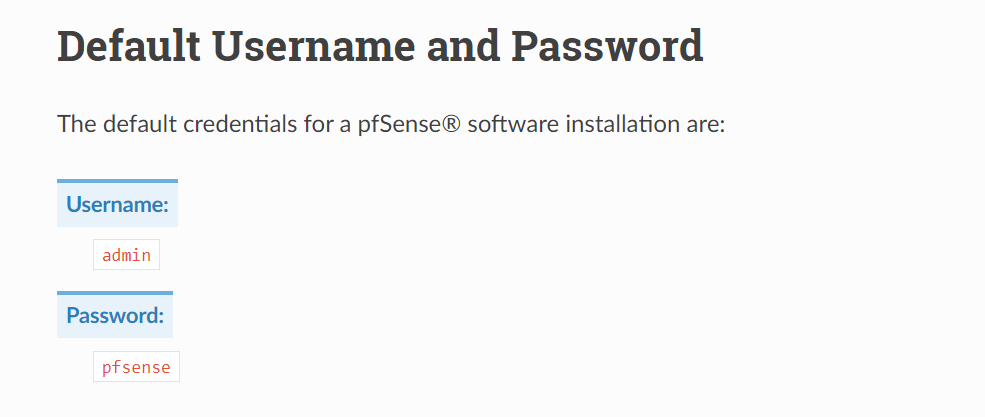 Default Username and Password
The default credentials for a pfSense® software installation are:
Username:
admin
Password:
pfsense